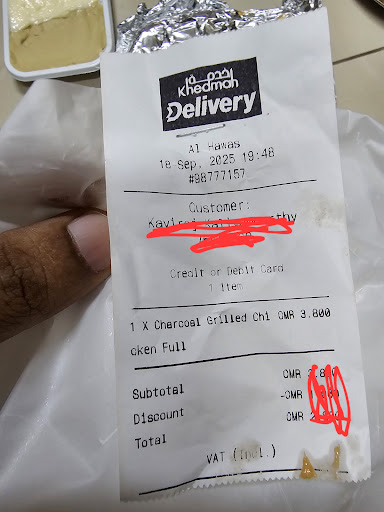 Khedmah
Delivery
Al Hawas
18 Sep, 2025 19:48
#98777157
Customer:
Credit or Debit Card
1 Item
1 X Charcoal Grilled Chi OMR 3.800
cken Full
Subtotal OMR
Discount -OMR
Total OMR
VAT (Incl.)